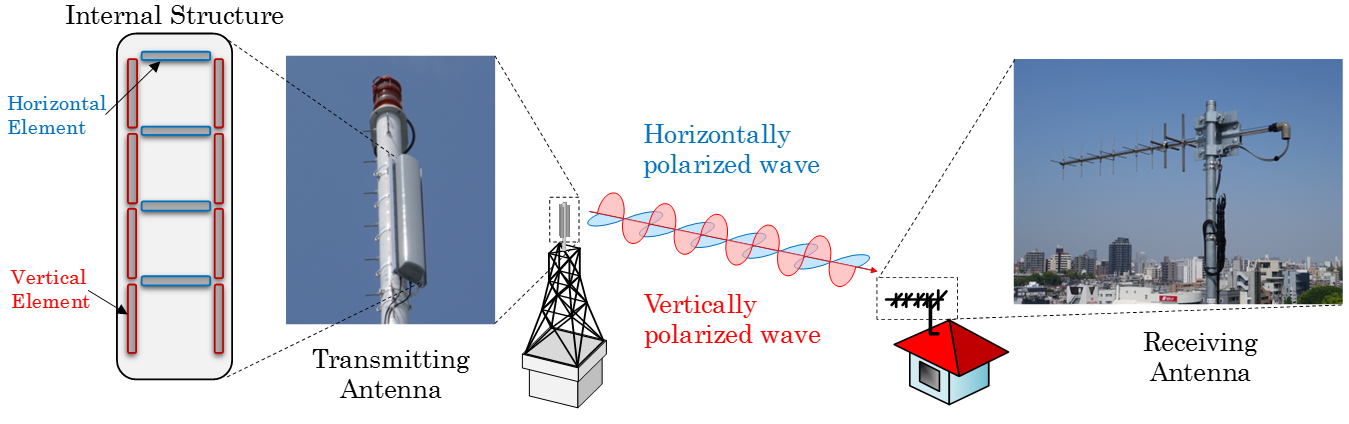 Internal Structure
Horizontal
Element
Vertical
Element
Transmitting
Antenna
Horizontally
polarized wave
Vertically
polarized wave
Receiving
Antenna